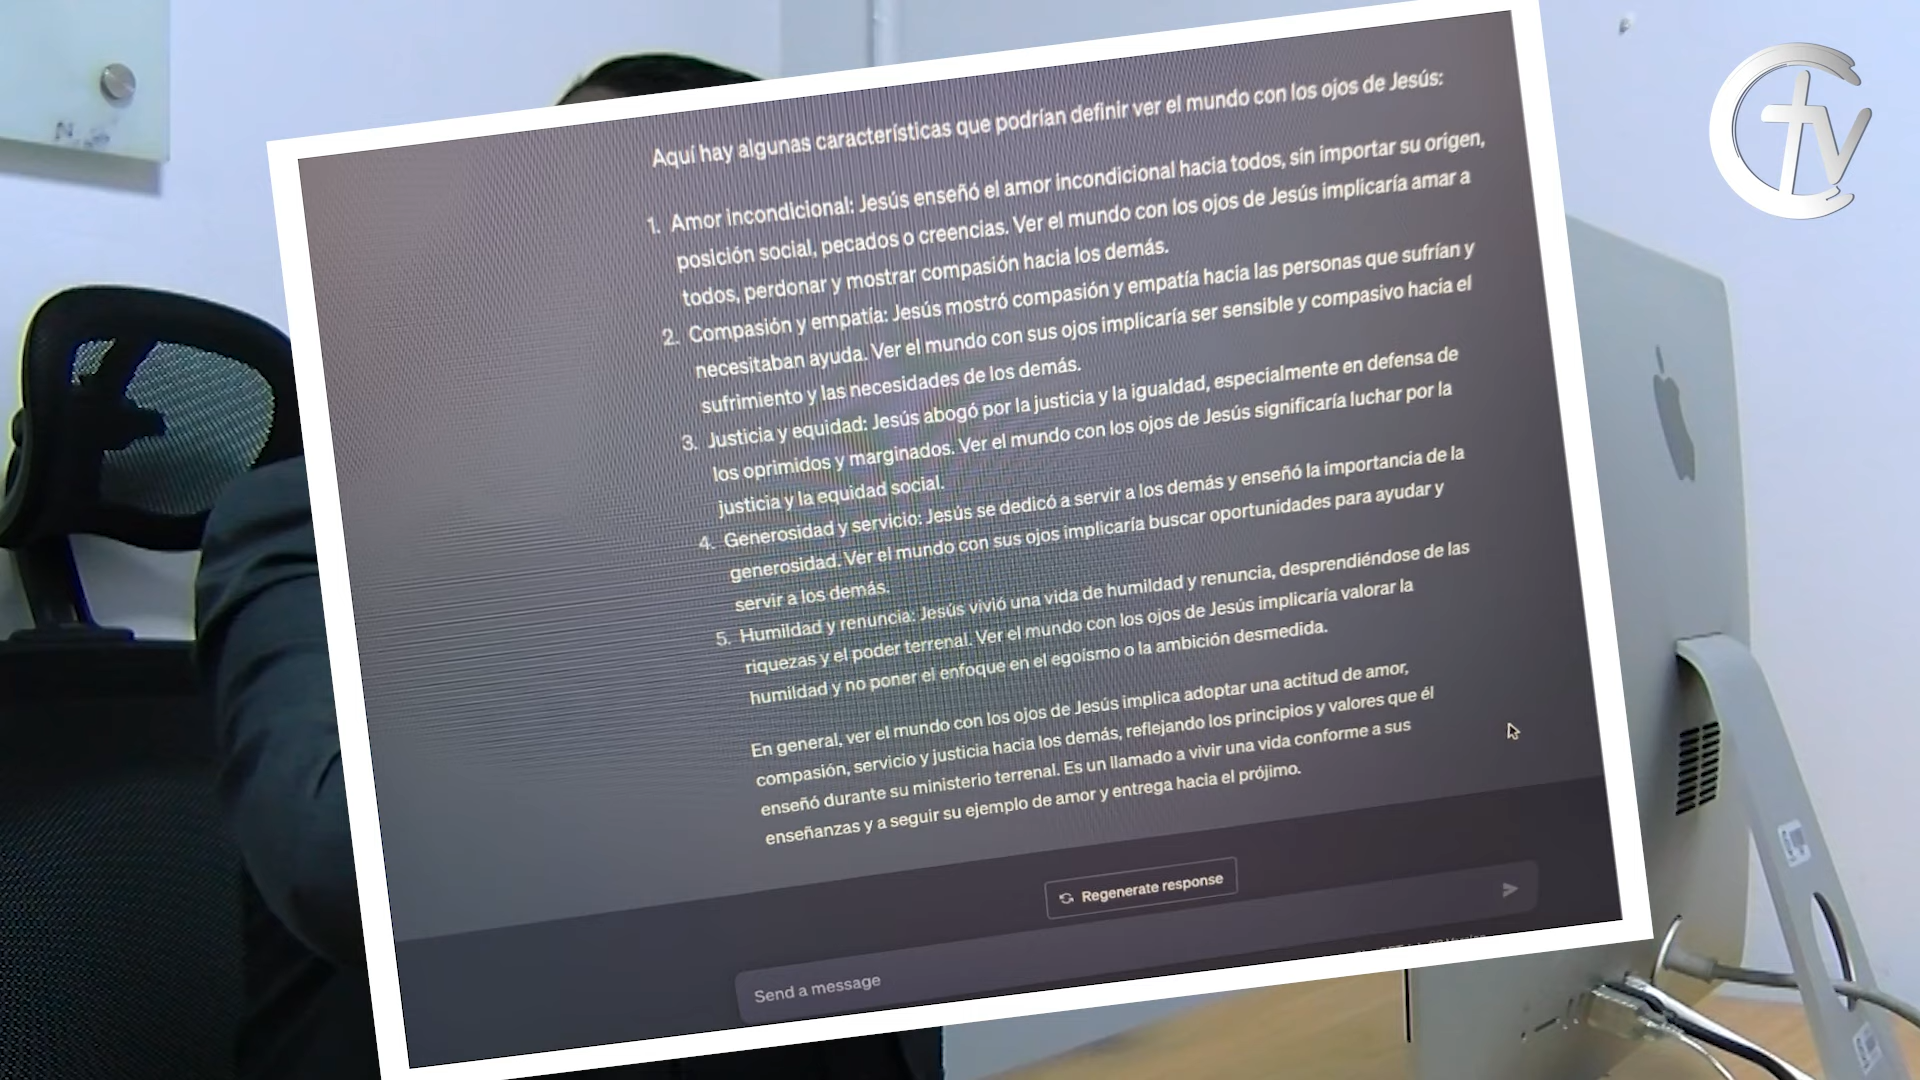 Aquí hay algunas características que podrían definir ver el mundo con los ojos de Jesús:
1. Amor incondicional: Jesús enseñó el amor incondicional hacia todos, sin importar su origen,
posición social, pecados o creencias. Ver el mundo con los ojos de Jesús implicaría amar a
todos, perdonar y mostrar compasión hacia los demás.
2. Compasión y empatía: Jesús mostró compasión y empatía hacia las personas que sufrían y
necesitaban ayuda. Ver el mundo con sus ojos implicaría ser sensible y compasivo hacia el
sufrimiento y las necesidades de los demás.
3. Justicia y equidad: Jesús abogó por la justicia y la igualdad, especialmente en defensa de
los oprimidos y marginados. Ver el mundo con los ojos de Jesús significaría luchar por la
justicia y la equidad social.
4. Generosidad y servicio: Jesús se dedicó a servir a los demás y enseñó la importancia de la
generosidad. Ver el mundo con sus ojos implicaría buscar oportunidades para ayudar y
servir a los demás.
5. Humildad y renuncia: Jesús vivió una vida de humildad y renuncia, desprendiéndose de las
riquezas y el poder terrenal. Ver el mundo con los ojos de Jesús implicaría valorar la
humildad y no poner el enfoque en el egoísmo o la ambición desmedida.
En general, ver el mundo con los ojos de Jesús implica adoptar una actitud de amor,
compasión, servicio y justicia hacia los demás, reflejando los principios y valores que él
enseñó durante su ministerio terrenal. Es un llamado a vivir una vida conforme a sus
enseñanzas y a seguir su ejemplo de amor y entrega hacia el prójimo.
Regenerate response
Send a message
CTV